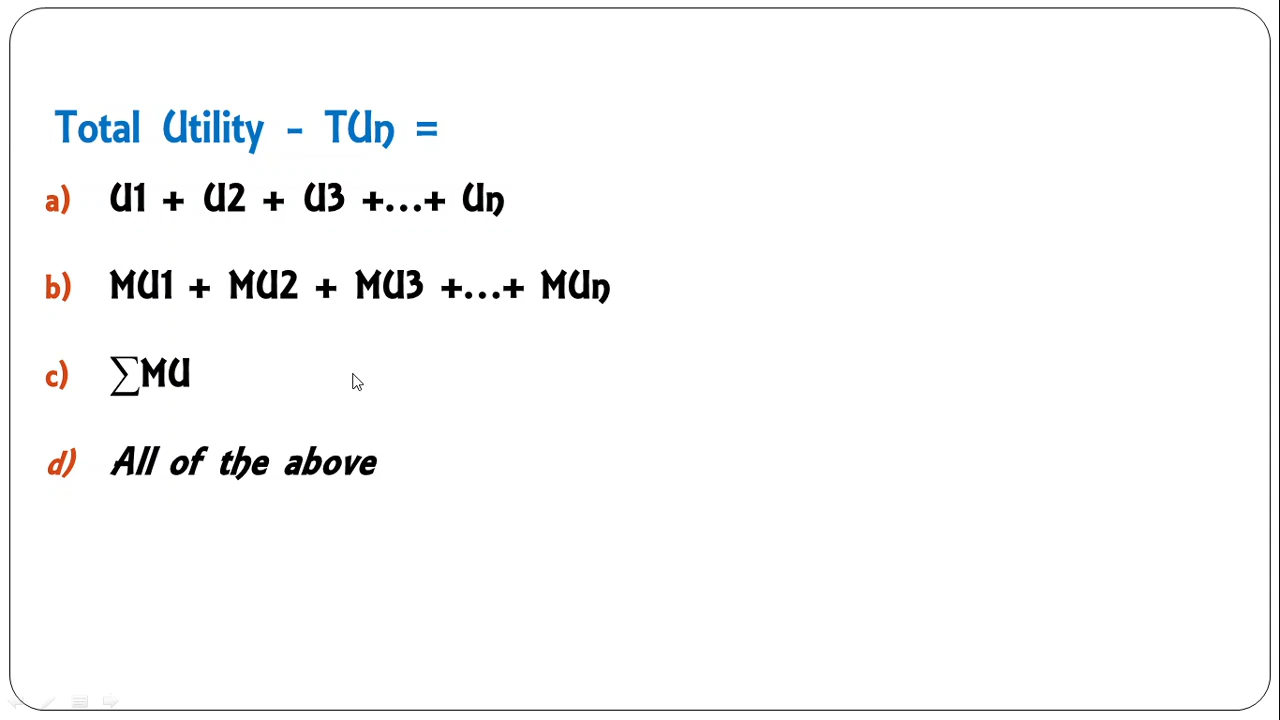 Total Utility - TUn =
a) U1 + U2 + U3 +...+ Un
b) MU1 + MU2 + MU3 +...+ MUn
c) ∑MU
d) All of the above